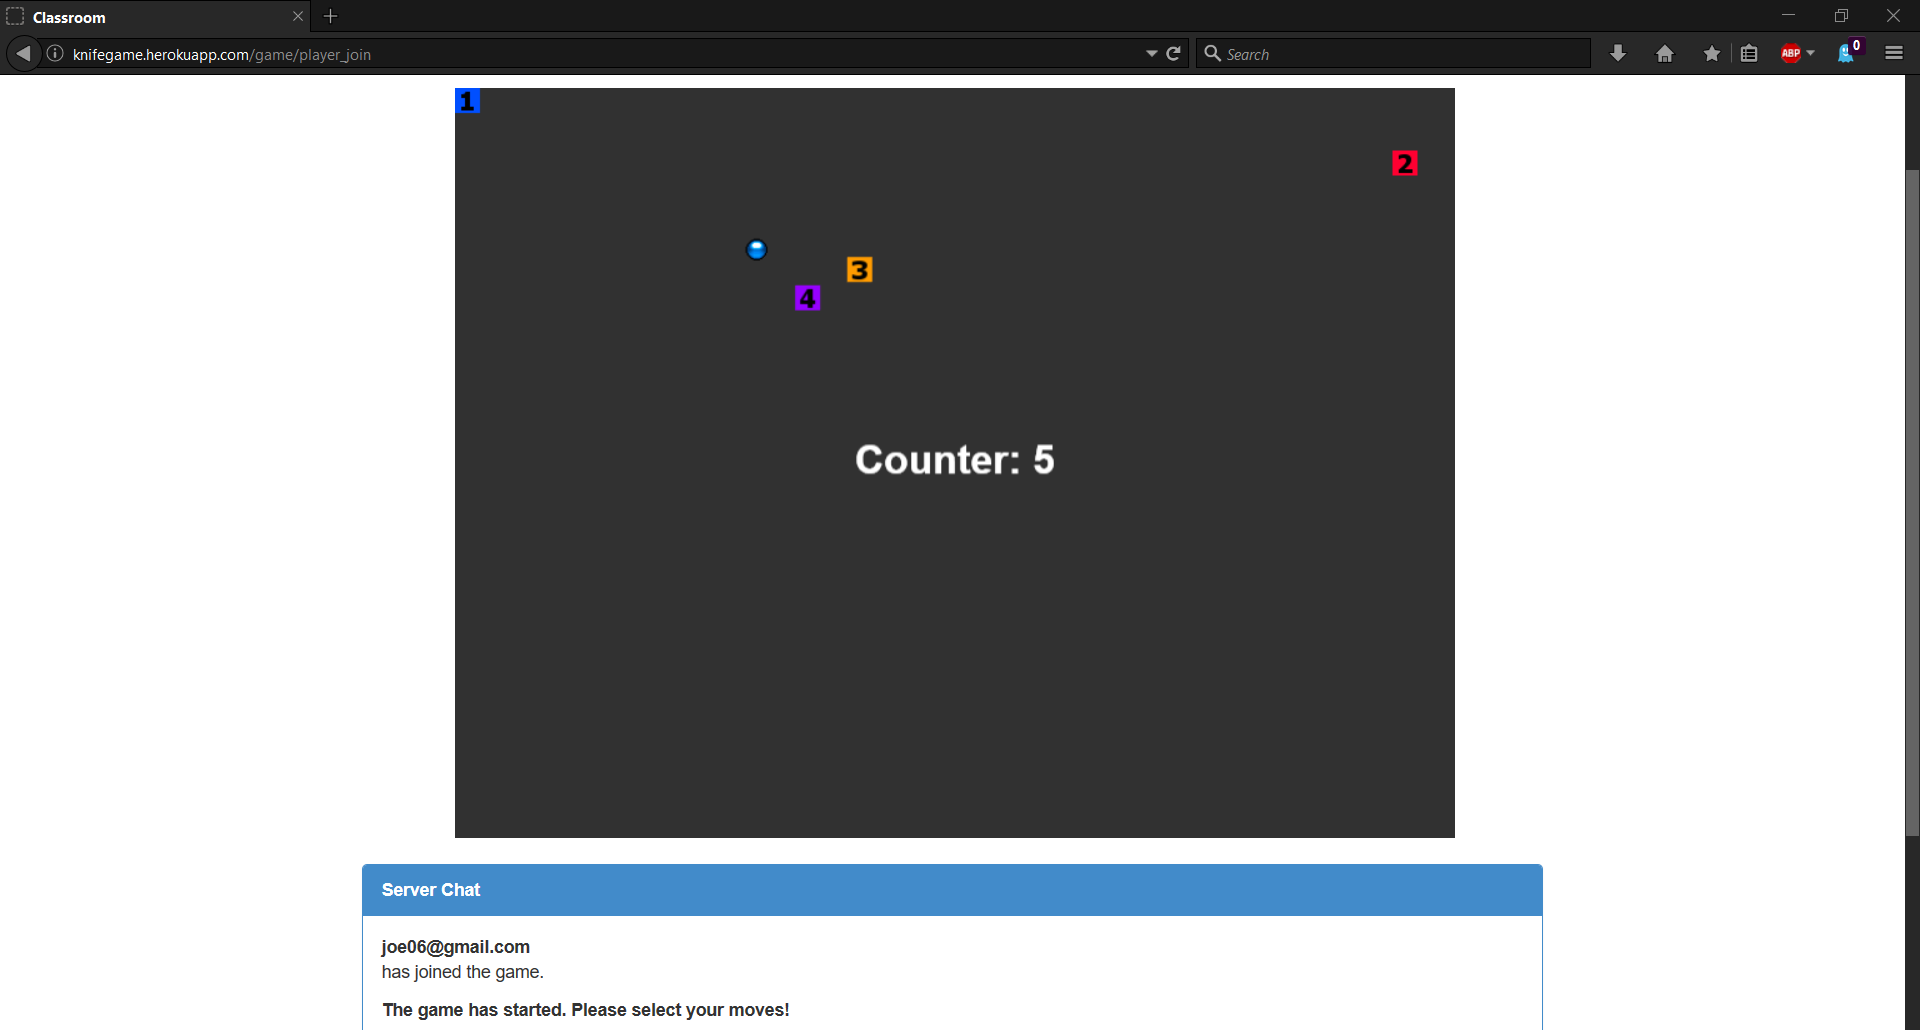 Classroom
knifegame.herokuapp.com/game/player_join
Search
ABP
0
1
2
3
4
Counter: 5
Server Chat
joe06@gmail.com
has joined the game.
The game has started. Please select your moves!